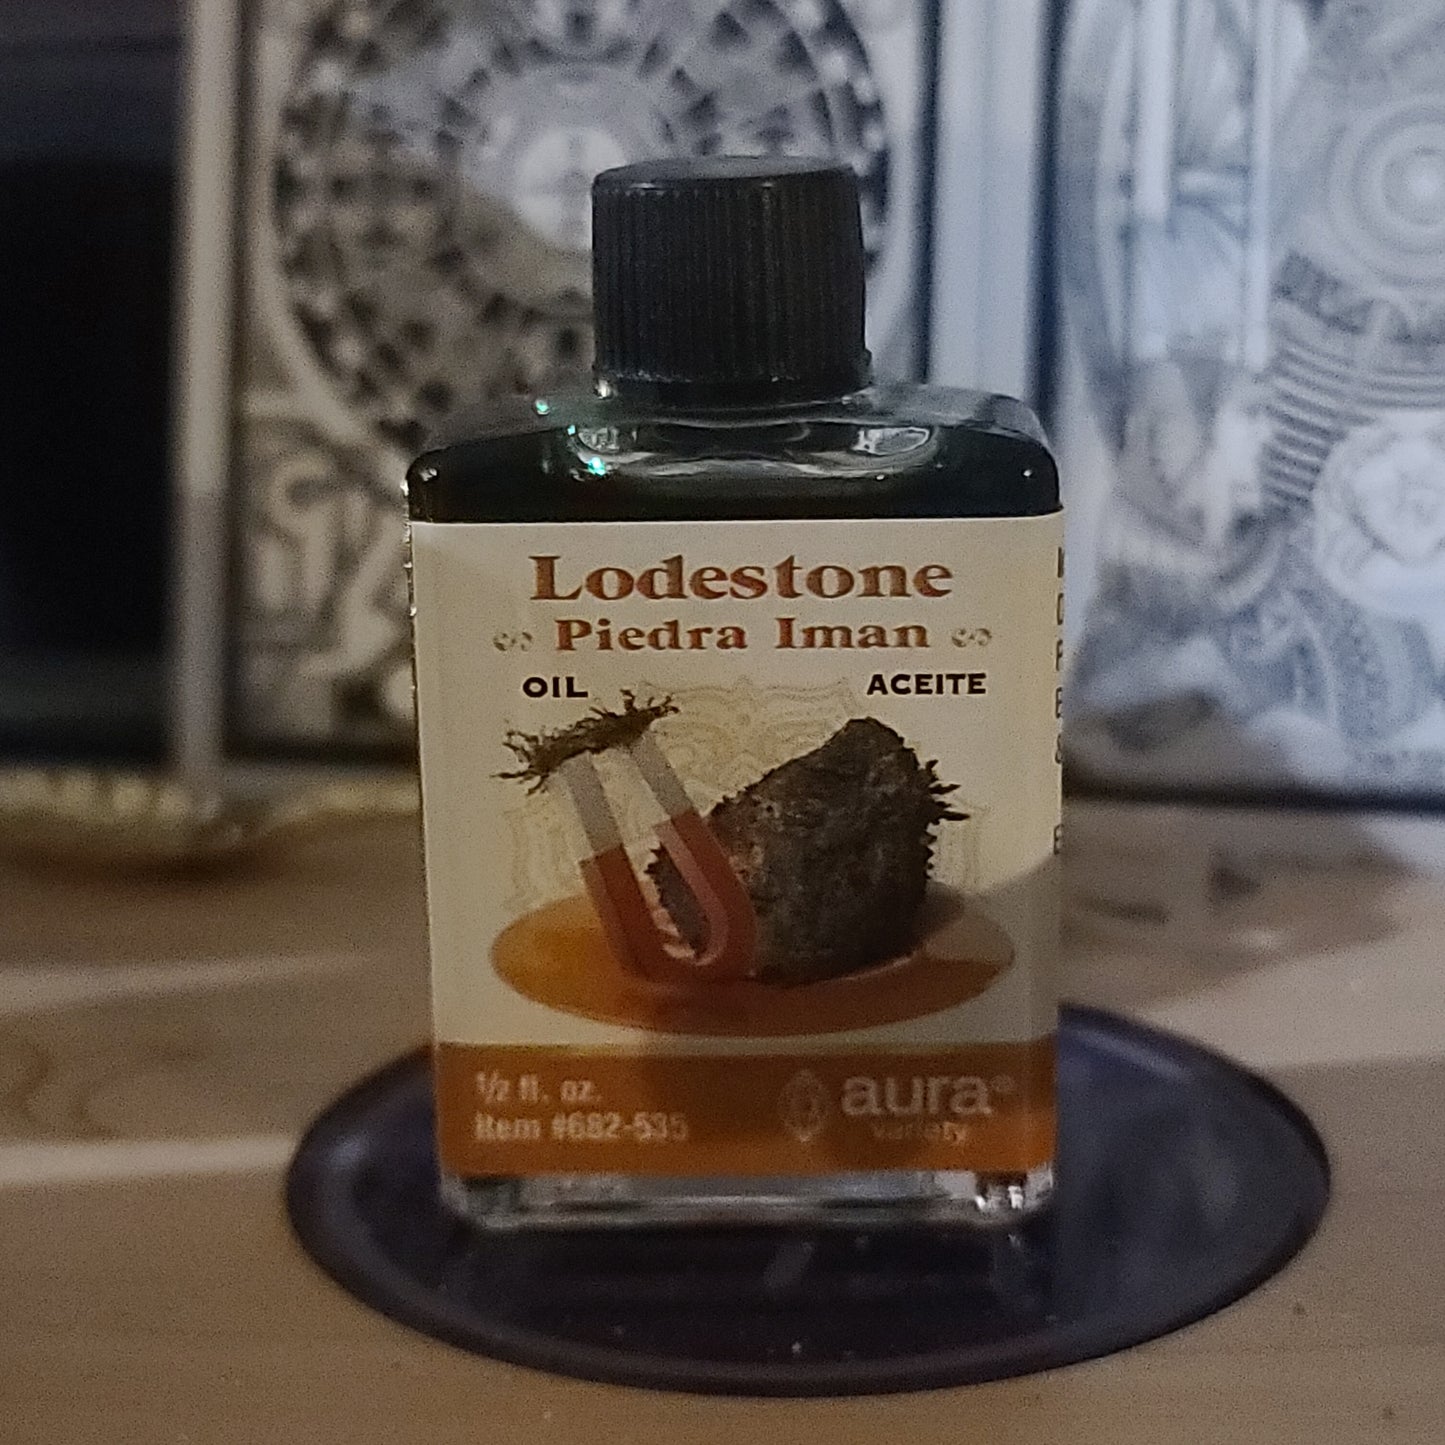 Lodestone
Piedra Iman
OIL ACEITE
1/2 fl. oz.
Item #682-535
aura®
variety